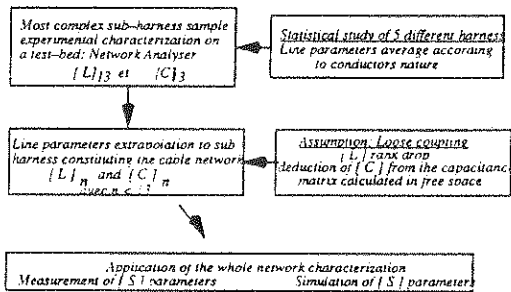 Most complex sub-harness sample
experimental characterization on
a test-bed: Network Analyser
[ L ]13 et [C]13
Statistical study of 5 different harness
Line parameters average according
to conductors nature
Line parameters extrapolation to sub
harness constituting the cable network
[ L ] n and [ C ] n
avec n < 13
Assumption: Loose coupling
[ L ] rank drop
deduction of [ C ] from the capacitance
matrix calculated in free space
Application of the whole network characterization
Measurement of [ S ] parameters Simulation of [ S ] parameters